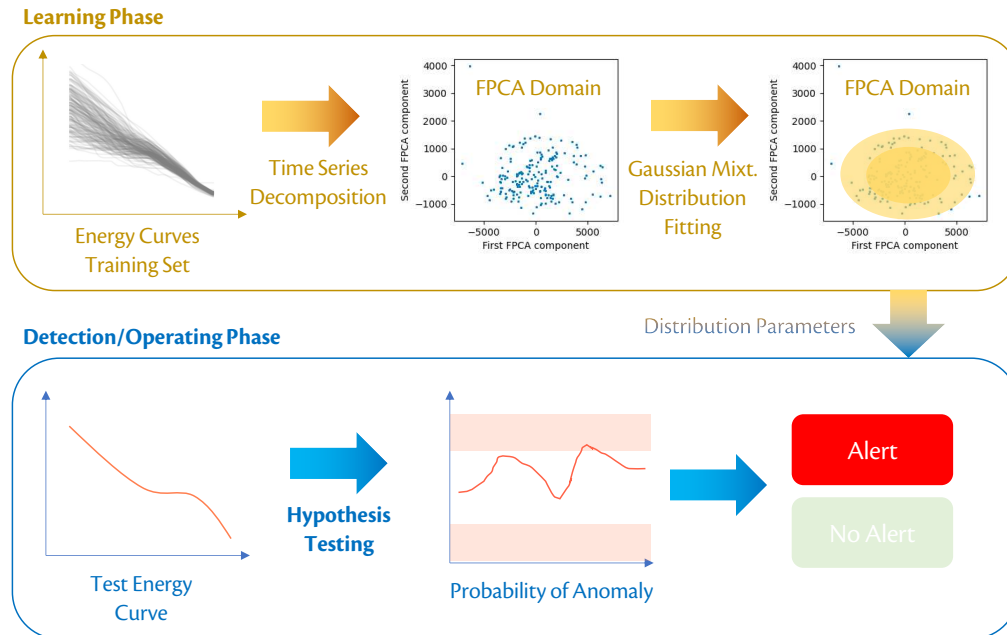 Learning Phase
Energy Curves
Training Set
Time Series
Decomposition
FPCA Domain
Second FPCA component
4000
3000
2000
1000
0
−1000
−5000
0
5000
First FPCA component
Gaussian Mixt.
Distribution
Fitting
FPCA Domain
Second FPCA component
4000
3000
2000
1000
0
−1000
−5000
0
5000
First FPCA component
Distribution Parameters
Detection/Operating Phase
Test Energy
Curve
Hypothesis
Testing
Probability of Anomaly
Alert
No Alert